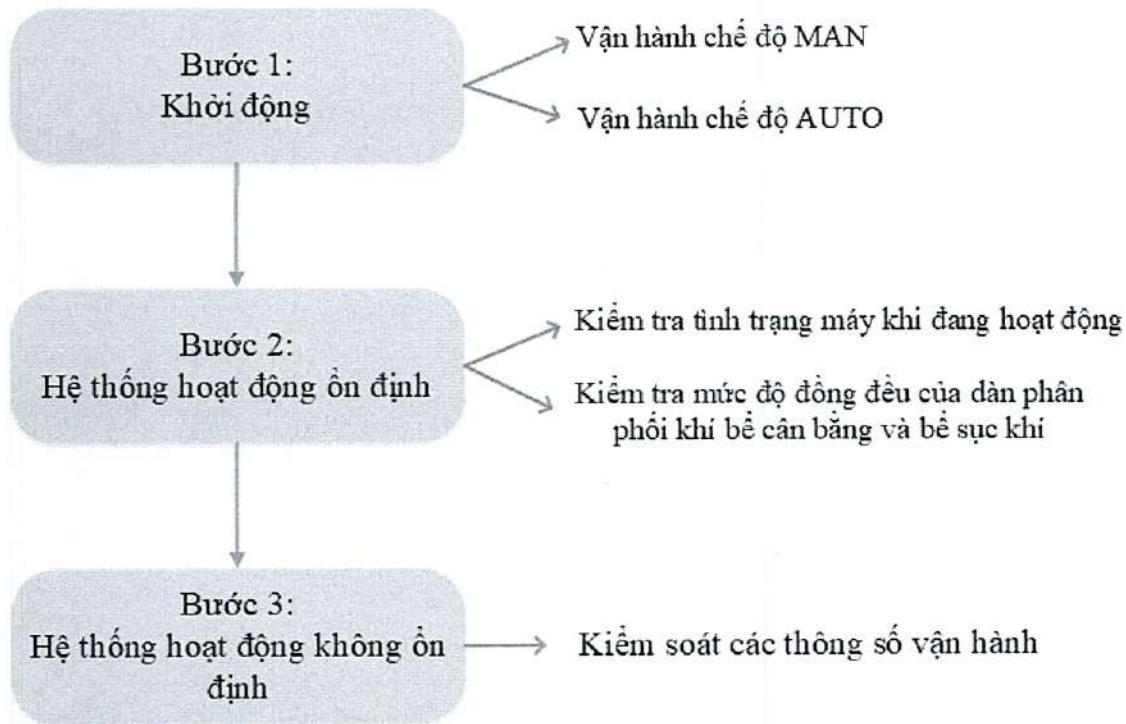 Bước 1:
Khởi động
Vận hành chế độ MAN
Vận hành chế độ AUTO
Bước 2:
Hệ thống hoạt động ổn định
Kiểm tra tình trạng máy khi đang hoạt động
Kiểm tra mức độ đồng đều của dàn phân
phối khí bể cân bằng và bể sục khí
Bước 3:
Hệ thống hoạt động không ổn
định
Kiểm soát các thông số vận hành